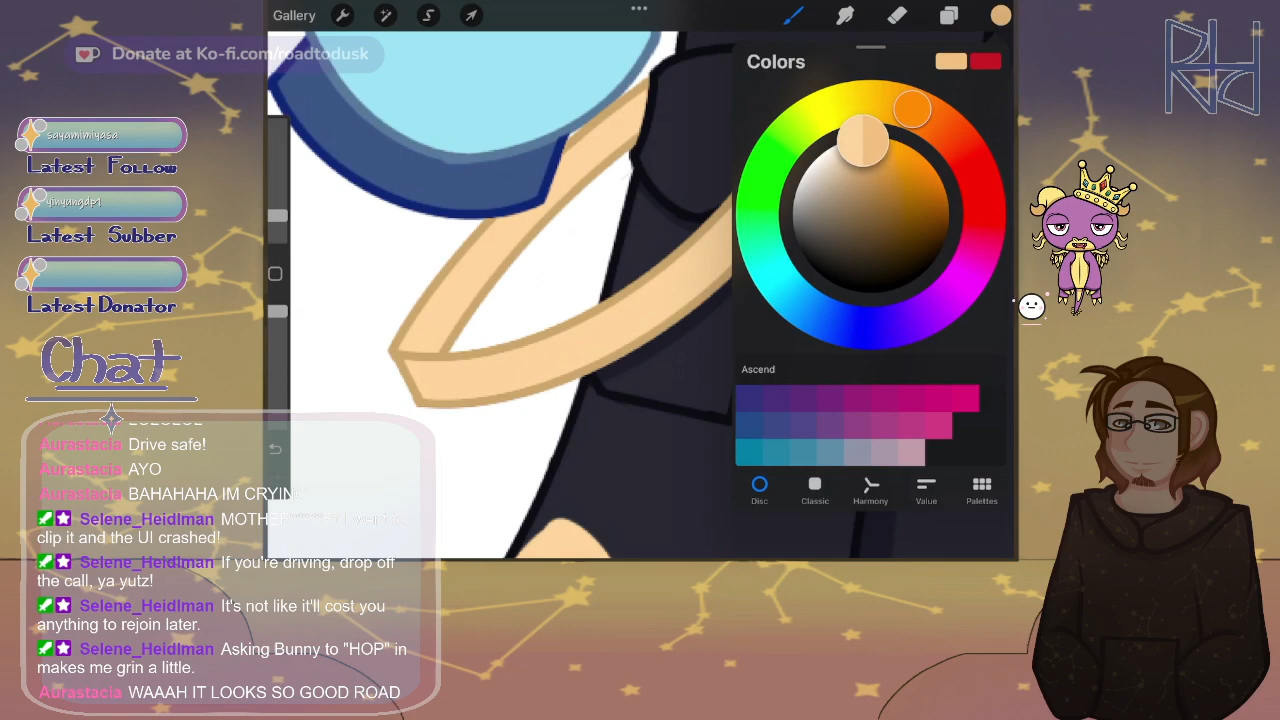 Gallery
Donate at Ko-fi.com/roadtodusk
Colors
sayamimiyasa
Latest Follow
yinyangdp1
Latest Subber
Latest Donator
Chat
Aurastacia Drive safe!
Aurastacia AYO
Aurastacia BAHAHAHA IM CRYING
Selene_Heidlman
clip it and the UI crashed!
Selene_Heidlman If you're driving, drop off
the call, ya yutz!
Selene_Heidlman It's not like it'll cost you
anything to rejoin later.
Selene_Heidlman Asking Bunny to "HOP" in
makes me grin a little.
Aurastacia WAAAH IT LOOKS SO GOOD ROAD
Ascend
Disc Classic Harmony Value Palettes